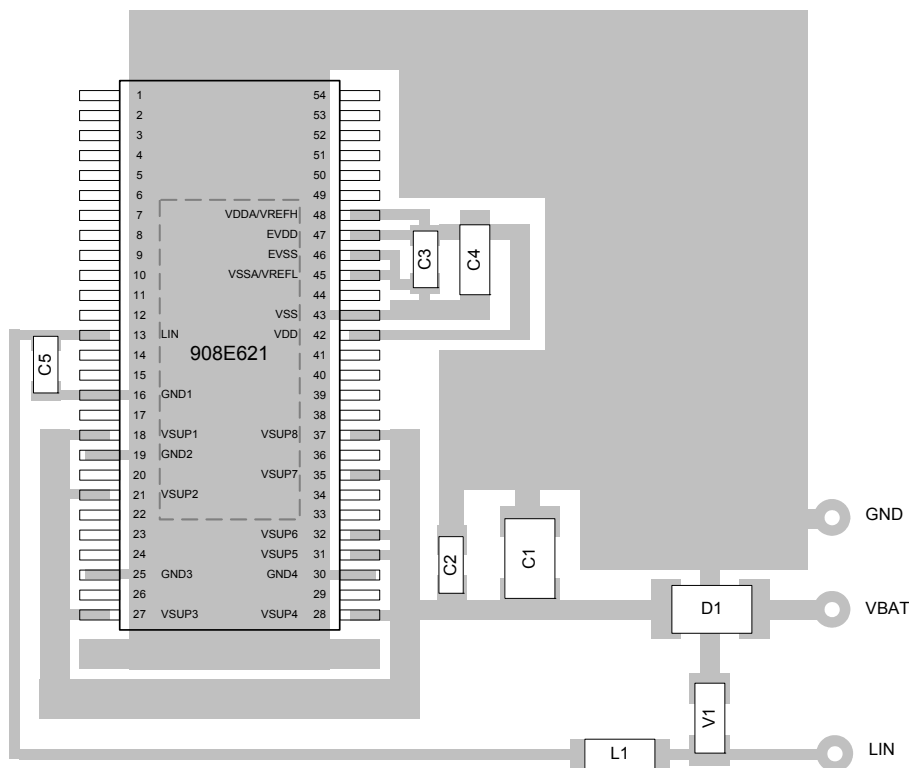 1 54
2 53
3 52
4 51
5 50
6 49
7 VDDA/VREFH 48
8 EVDD 47
9 EVSS 46
10 VSSA/VREFL 45
11 44
12 VSS 43
13 LIN VDD 42
14 908E621 41
15 40
16 GND1 39
17 38
18 VSUP1 VSUP8 37
19 GND2 36
20 VSUP7 35
21 VSUP2 34
22 33
23 VSUP6 32
24 VSUP5 31
25 GND3 GND4 30
26 29
27 VSUP3 VSUP4 28
C3
C4
C5
C2
C1
D1
V1
L1
GND
VBAT
LIN